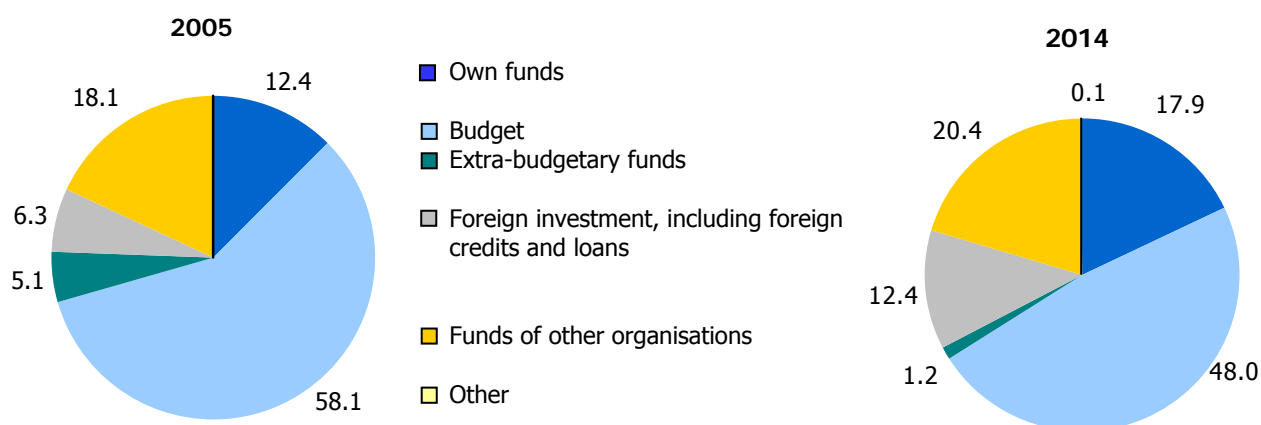 2005
12.4
18.1
6.3
5.1
58.1
Own funds
Budget
Extra-budgetary funds
Foreign investment, including foreign
credits and loans
Funds of other organisations
Other
2014
0.1
17.9
20.4
12.4
1.2
48.0